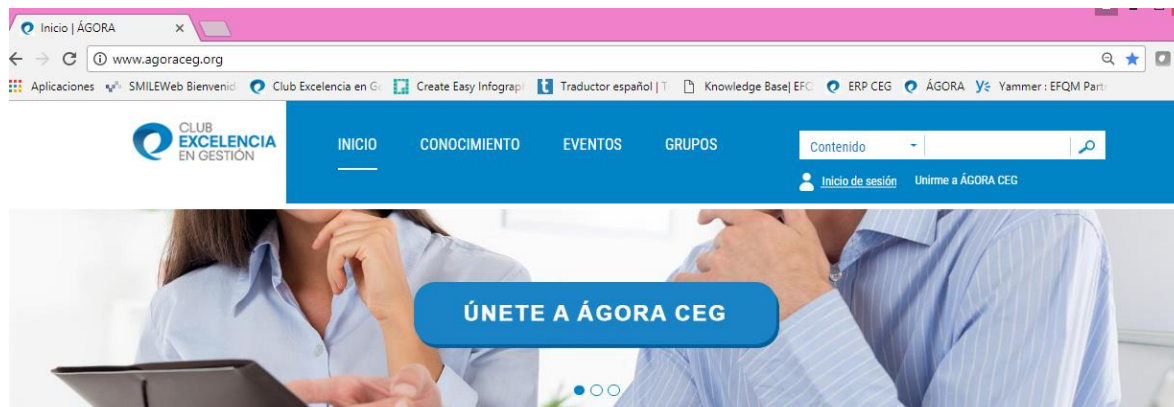 Inicio | ÁGORA
www.agoraceg.org
Aplicaciones SMILEWeb Bienvenid Club Excelencia en G Create Easy Infograp Traductor español | T Knowledge Base| EFC ERP CEG ÁGORA Yammer : EFQM Part
CLUB
EXCELENCIA
EN GESTIÓN
INICIO CONOCIMIENTO EVENTOS GRUPOS
Contenido
Inicio de sesión Unirme a ÁGORA CEG
ÚNETE A ÁGORA CEG